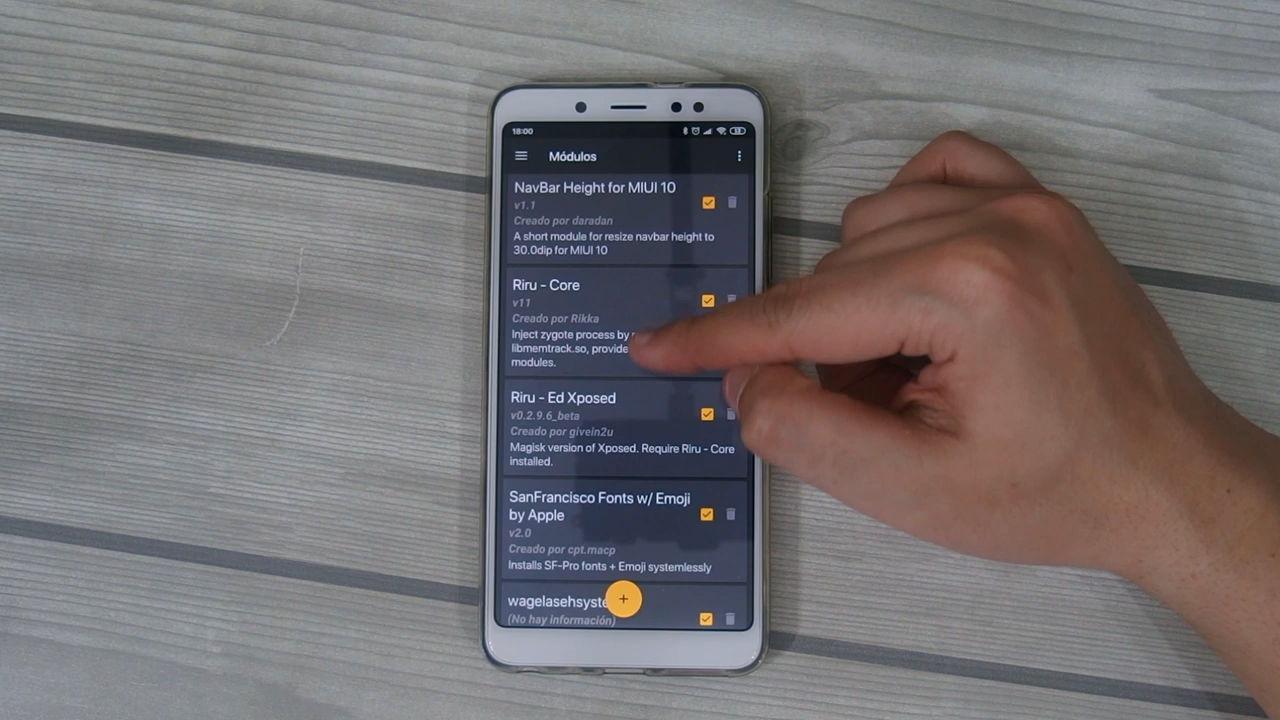 18:00
Módulos
NavBar Height for MIUI 10
v1.1
Creado por daradan
A short module for resize navbar height to
30.0dip for MIUI 10
Riru - Core
v11
Creado por Rikka
Inject zygote process by
libmemtrack.so, provide
modules.
Riru - Ed Xposed
v0.2.9.6_beta
Creado por givein2u
Magisk version of Xposed. Require Riru - Core
installed.
SanFrancisco Fonts w/ Emoji
by Apple
v2.0
Creado por cpt.macp
Installs SF-Pro fonts + Emoji systemlessly
wagelasehsyste
+
(No hay información)